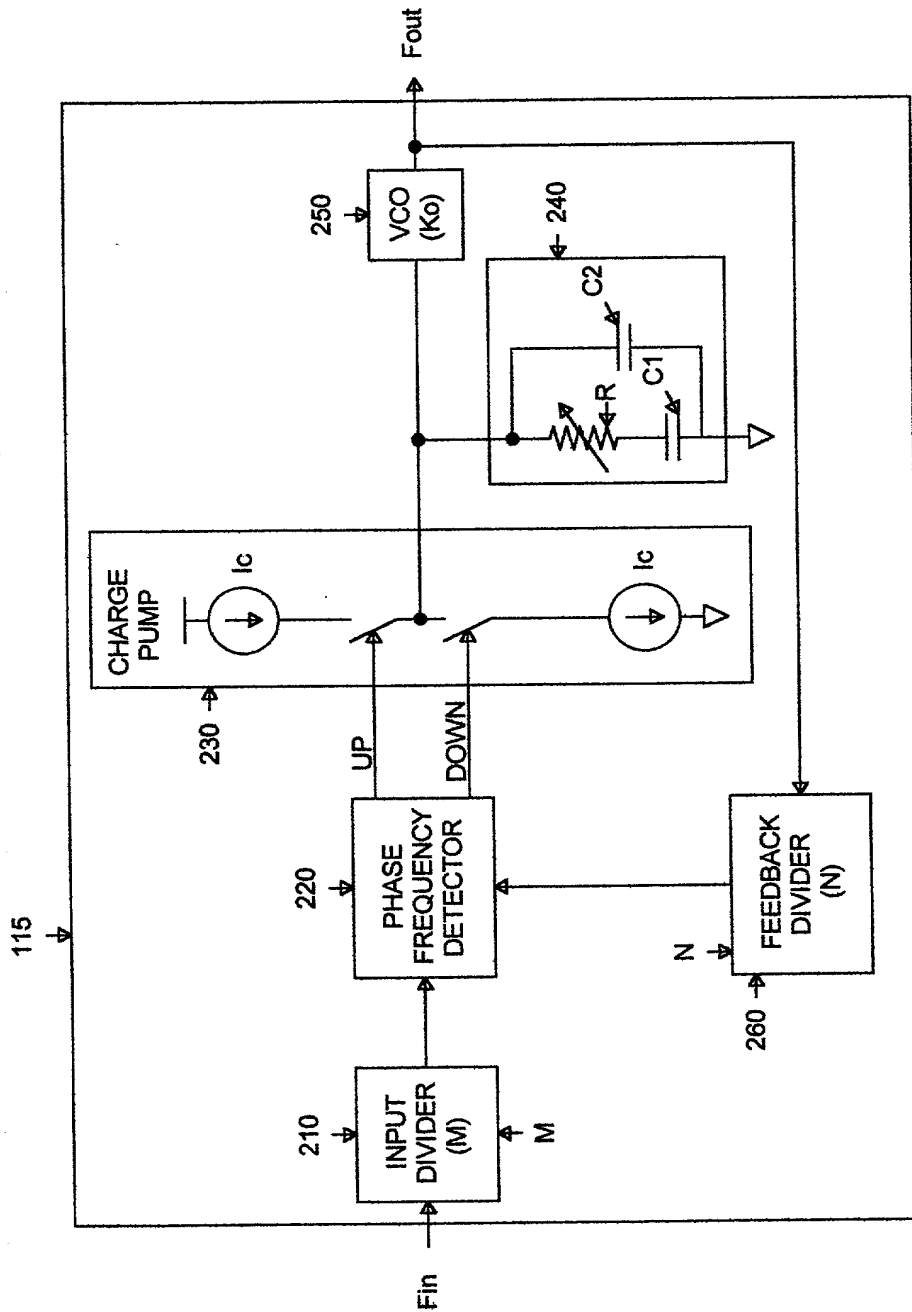 115
Fin
210
INPUT
DIVIDER
(M)
M
220
PHASE
FREQUENCY
DETECTOR
UP
DOWN
230
CHARGE
PUMP
Ic
Ic
240
R
C1
C2
250
VCO
(Ko)
Fout
260
N
FEEDBACK
DIVIDER
(N)